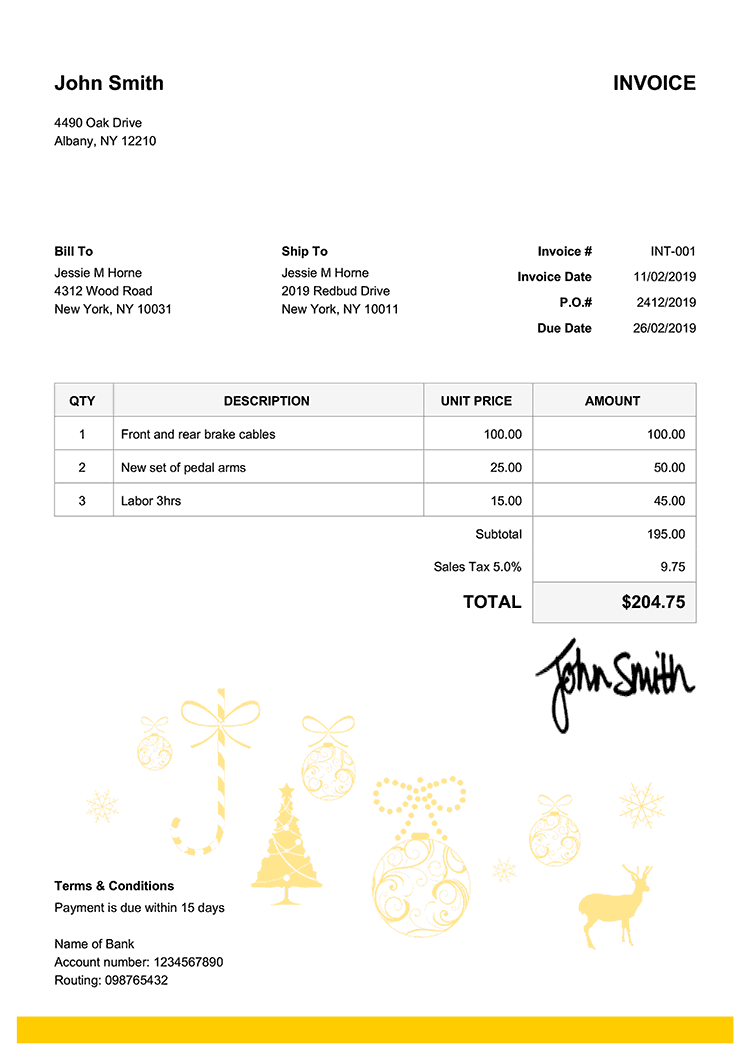 John Smith
INVOICE
4490 Oak Drive
Albany, NY 12210
Bill To
Jessie M Horne
4312 Wood Road
New York, NY 10031
Ship To
Jessie M Horne
2019 Redbud Drive
New York, NY 10011
Invoice # INT-001
Invoice Date 11/02/2019
P.O.# 2412/2019
Due Date 26/02/2019
QTY DESCRIPTION UNIT PRICE AMOUNT
1 Front and rear brake cables 100.00 100.00
2 New set of pedal arms 25.00 50.00
3 Labor 3hrs 15.00 45.00
Subtotal 195.00
Sales Tax 5.0% 9.75
TOTAL $204.75
John Smith
Terms & Conditions
Payment is due within 15 days
Name of Bank
Account number: 1234567890
Routing: 098765432